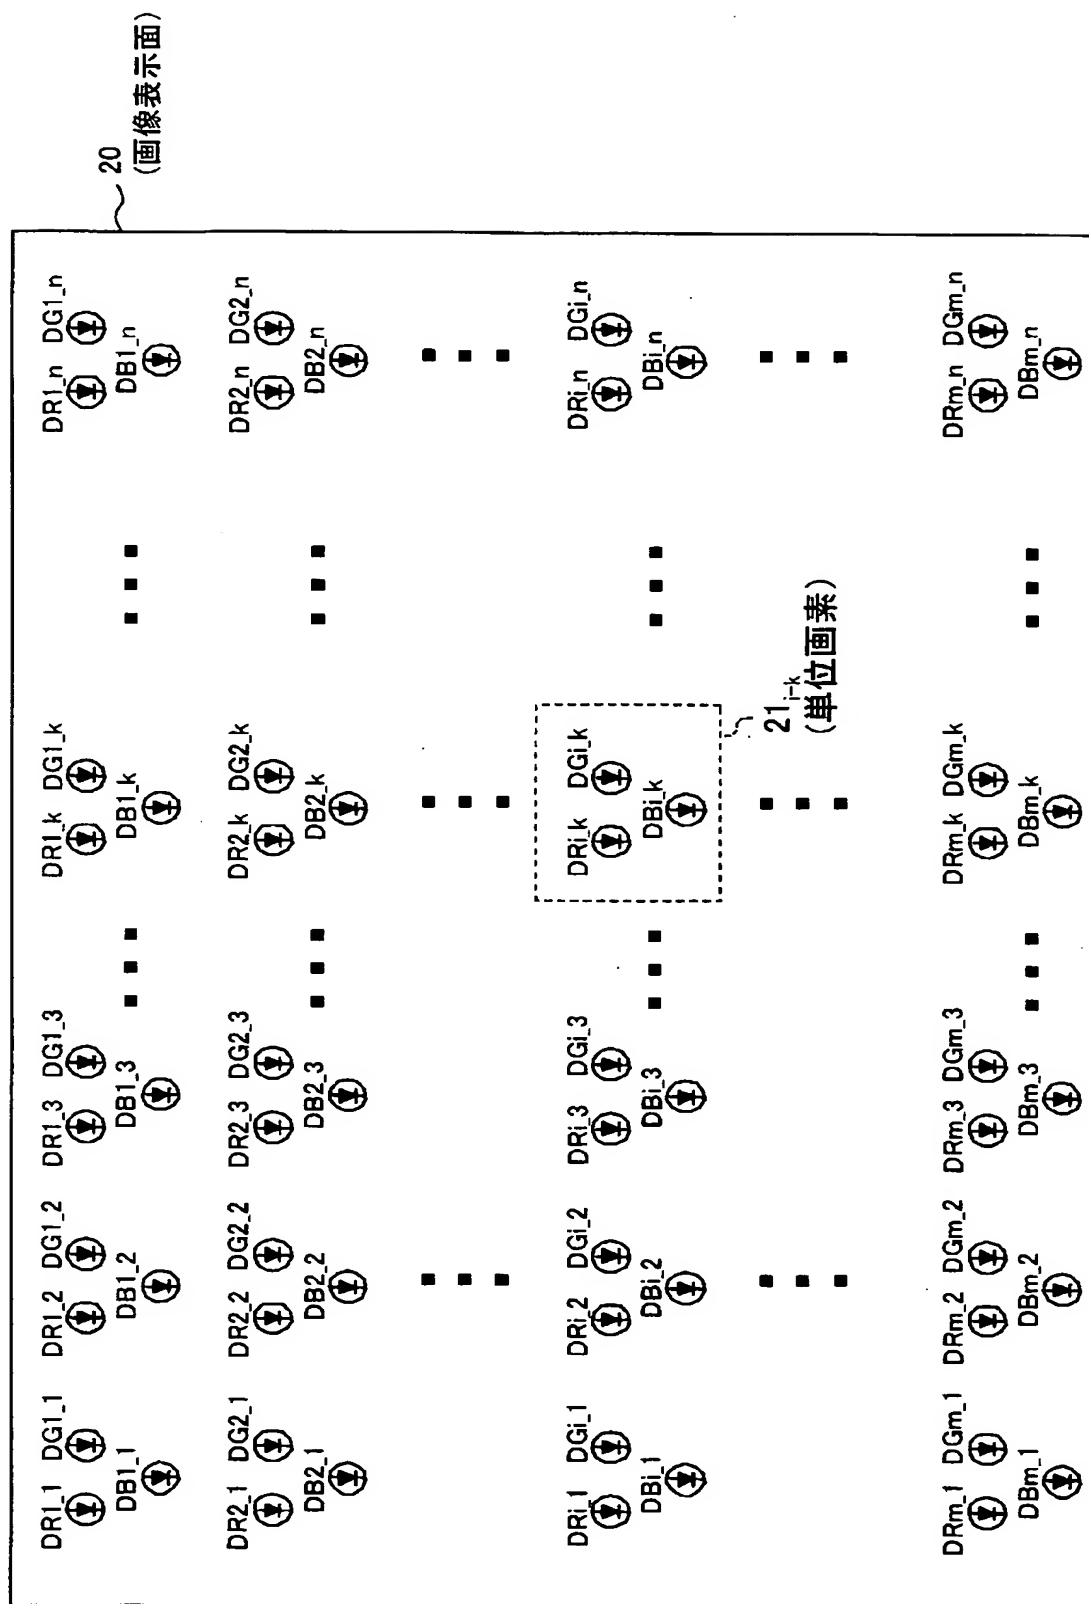 20
(画像表示面)
DR1_1 DG1_1 DR1_2 DG1_2 DR1_3 DG1_3 DR1_k DG1_k DR1_n DG1_n
DB1_1 DB1_2 DB1_3 DB1_k DB1_n
DR2_1 DG2_1 DR2_2 DG2_2 DR2_3 DG2_3 DR2_k DG2_k DR2_n DG2_n
DB2_1 DB2_2 DB2_3 DB2_k DB2_n
DRi_1 DGi_1 DRi_2 DGi_2 DRi_3 DGi_3 DRi_k DGi_k DRi_n DGi_n
DBi_1 DBi_2 DBi_3 DBi_k DBi_n
21i-k
(単位画素)
DRm_1 DGm_1 DRm_2 DGm_2 DRm_3 DGm_3 DRm_k DGm_k DRm_n DGm_n
DBm_1 DBm_2 DBm_3 DBm_k DBm_n